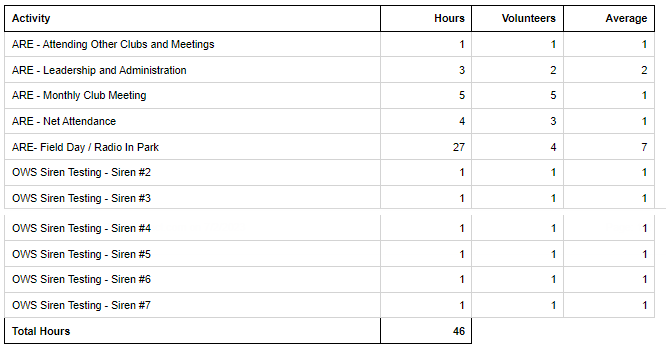 Activity Hours Volunteers Average
ARE - Attending Other Clubs and Meetings 1 1 1
ARE - Leadership and Administration 3 2 2
ARE - Monthly Club Meeting 5 5 1
ARE - Net Attendance 4 3 1
ARE- Field Day / Radio In Park 27 4 7
OWS Siren Testing - Siren #2 1 1 1
OWS Siren Testing - Siren #3 1 1 1
OWS Siren Testing - Siren #4 1 1 1
OWS Siren Testing - Siren #5 1 1 1
OWS Siren Testing - Siren #6 1 1 1
OWS Siren Testing - Siren #7 1 1 1
Total Hours 46